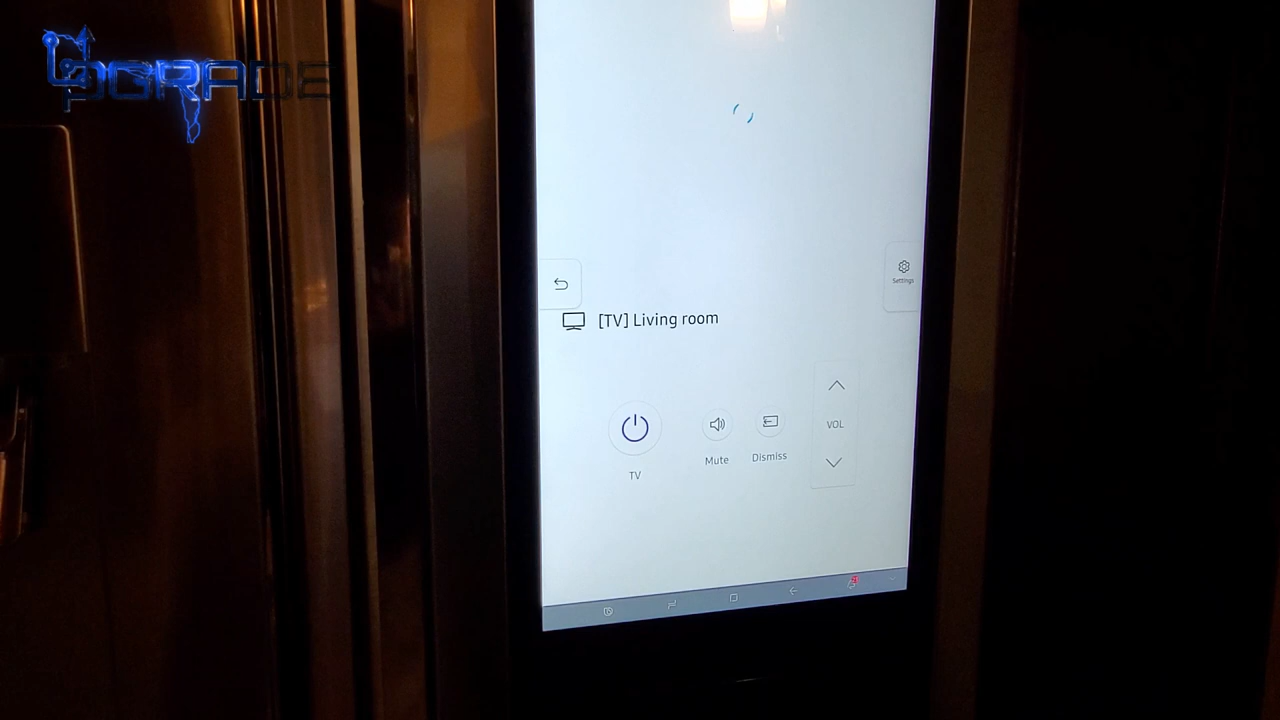 UPGRADE
Settings
[TV] Living room
VOL
Mute
Dismiss
TV